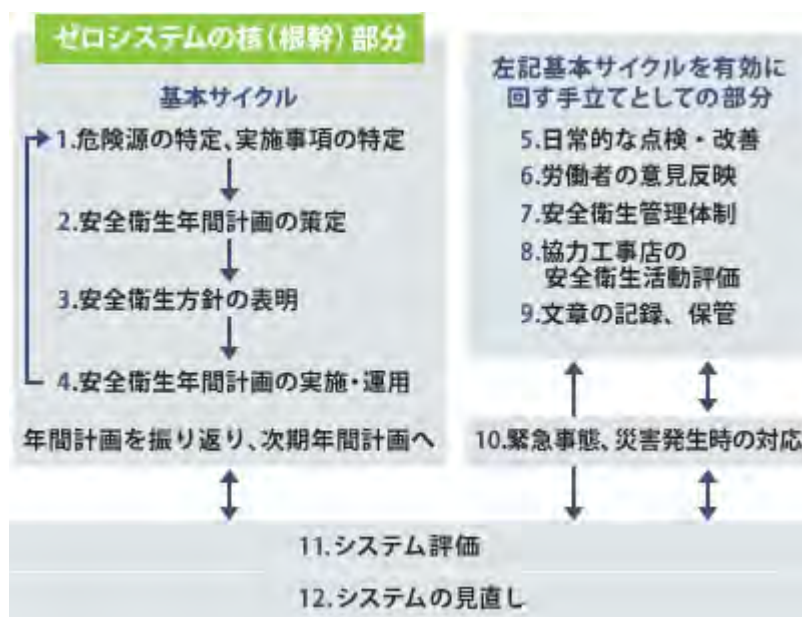 ゼロシステムの核(根幹)部分
基本サイクル
1.危険源の特定、実施事項の特定
2.安全衛生年間計画の策定
3.安全衛生方針の表明
4.安全衛生年間計画の実施・運用
年間計画を振り返り、次期年間計画へ
左記基本サイクルを有効に
回す手立てとしての部分
5.日常的な点検・改善
6.労働者の意見反映
7.安全衛生管理体制
8.協力工事店の
安全衛生活動評価
9.文章の記録、保管
10.緊急事態、災害発生時の対応
11.システム評価
12.システムの見直し